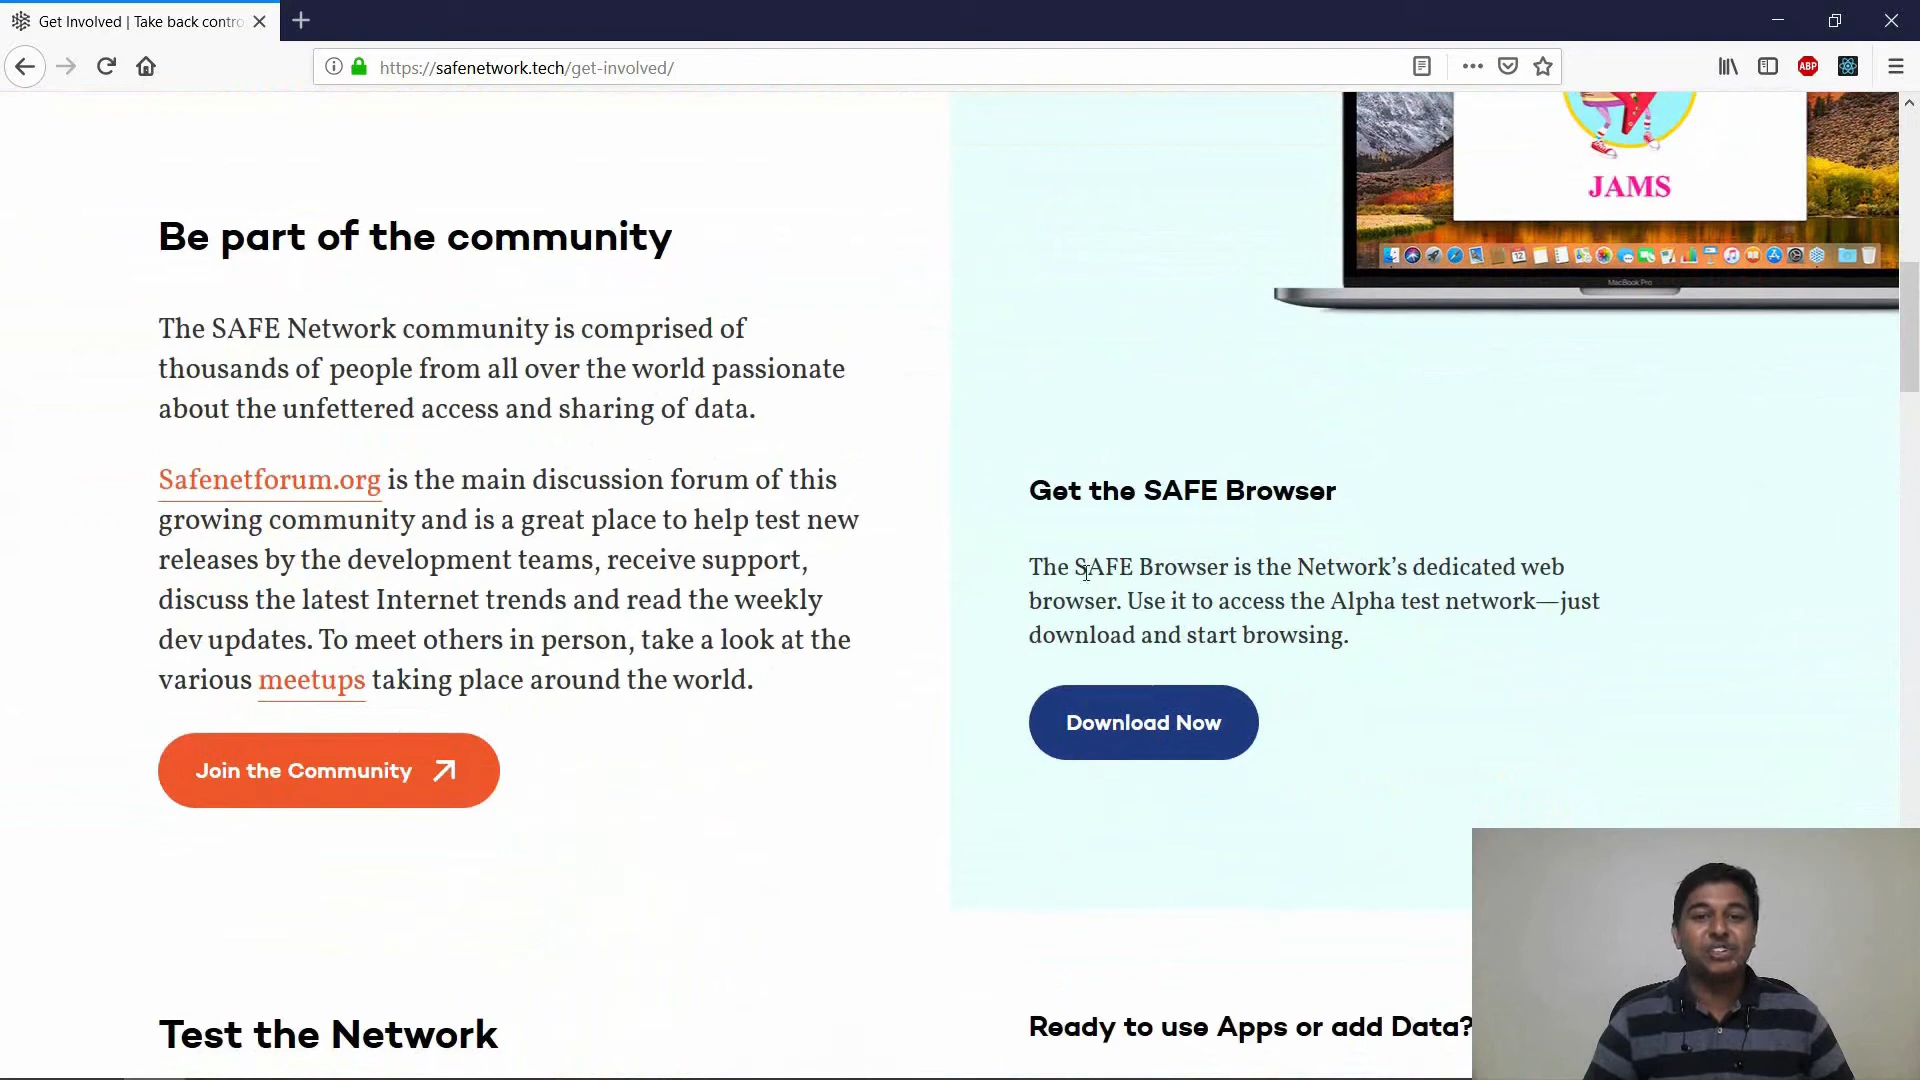 Get Involved | Take back contro
https://safenetwork.tech/get-involved/
ABP
JAMS
MacBook Pro
Be part of the community
The SAFE Network community is comprised of
thousands of people from all over the world passionate
about the unfettered access and sharing of data.
Safenetforum.org is the main discussion forum of this
growing community and is a great place to help test new
releases by the development teams, receive support,
discuss the latest Internet trends and read the weekly
dev updates. To meet others in person, take a look at the
various meetups taking place around the world.
Join the Community
Get the SAFE Browser
The SAFE Browser is the Network’s dedicated web
browser. Use it to access the Alpha test network—just
download and start browsing.
Download Now
Test the Network
Ready to use Apps or add Data?